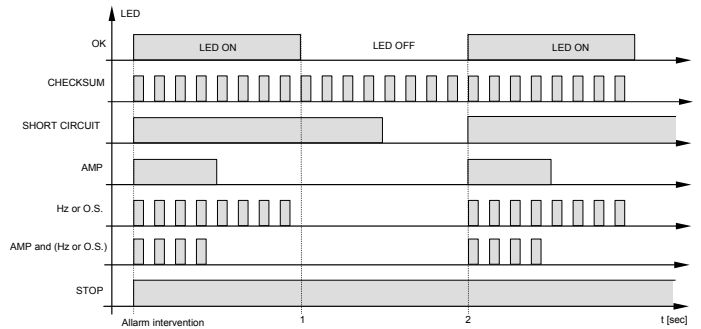 LED
OK
LED ON
LED OFF
LED ON
CHECKSUM
SHORT CIRCUIT
AMP
Hz or O.S.
AMP and (Hz or O.S.)
STOP
Allarm intervention
1
2
t [sec]